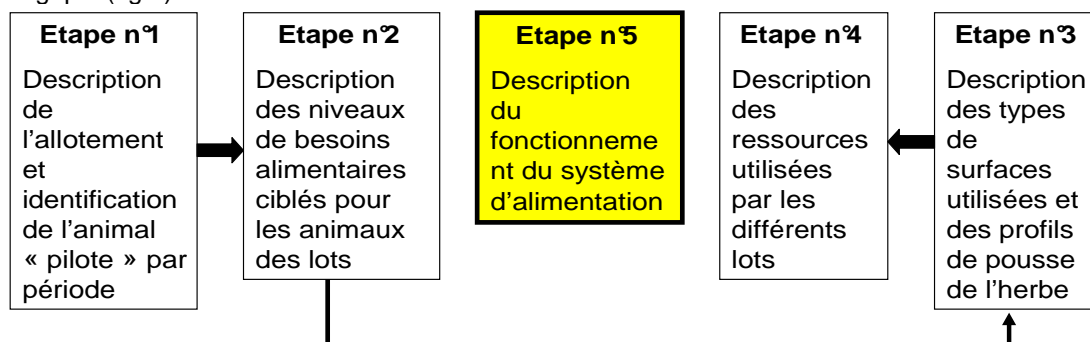 Etape n°1
Description
de
l'allotement
et
identification
de l'animal
« pilote » par
période
Etape n°2
Description
des niveaux
de besoins
alimentaires
ciblés pour
les animaux
des lots
Etape n°5
Description
du
fonctionneme
nt du système
d'alimentation
Etape n°4
Description
des
ressources
utilisées
par les
différents
lots
Etape n°3
Description
des types
de
surfaces
utilisées et
des profils
de pousse
de l'herbe